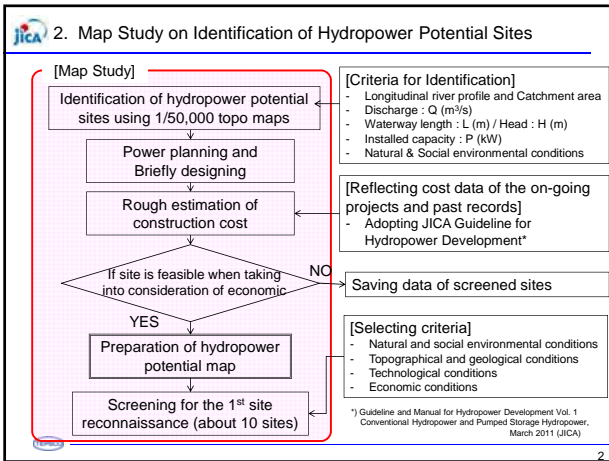 jica
2. Map Study on Identification of Hydropower Potential Sites
[Map Study]
Identification of hydropower potential
sites using 1/50,000 topo maps
Power planning and
Briefly designing
Rough estimation of
construction cost
If site is feasible when taking
into consideration of economic
NO
YES
Preparation of hydropower
potential map
Screening for the 1st site
reconnaissance (about 10 sites)
[Criteria for Identification]
- Longitudinal river profile and Catchment area
- Discharge : Q (m³/s)
- Waterway length : L (m) / Head : H (m)
- Installed capacity : P (kW)
- Natural & Social environmental conditions
[Reflecting cost data of the on-going
projects and past records]
- Adopting JICA Guideline for
Hydropower Development*
Saving data of screened sites
[Selecting criteria]
- Natural and social environmental conditions
- Topographical and geological conditions
- Technological conditions
- Economic conditions
*) Guideline and Manual for Hydropower Development Vol. 1
Conventional Hydropower and Pumped Storage Hydropower,
March 2011 (JICA)
TEPSCO
2